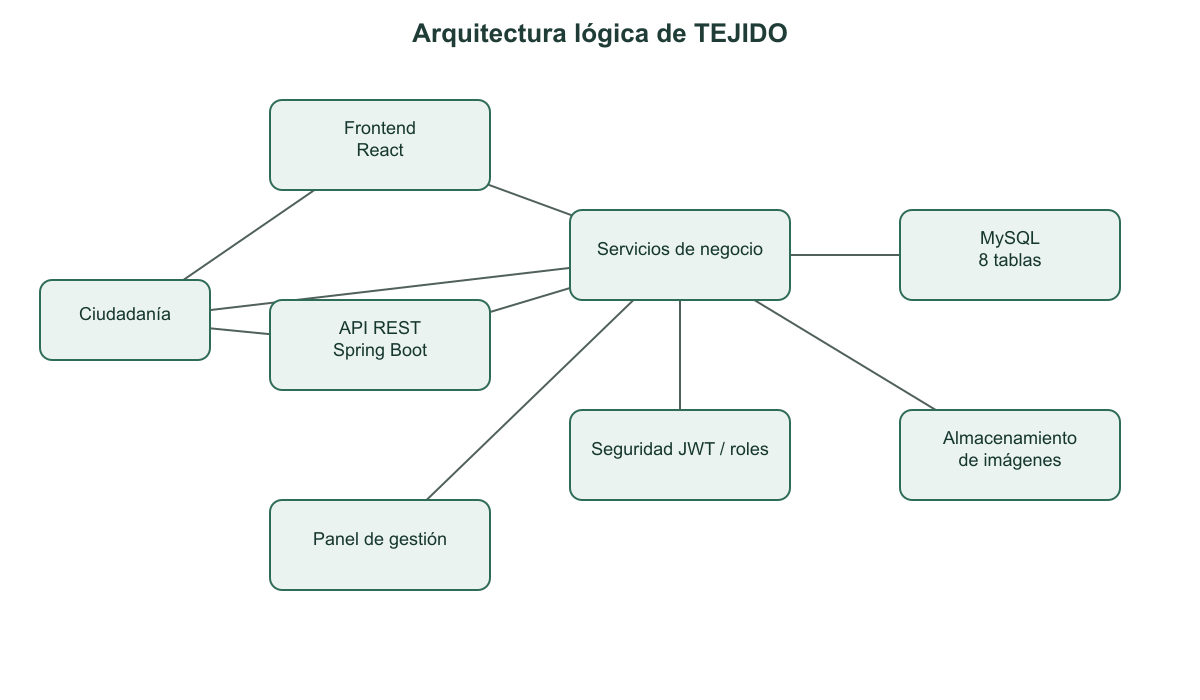 Arquitectura lógica de TEJIDO
Frontend
React
Servicios de negocio
MySQL
8 tablas
Ciudadanía
API REST
Spring Boot
Seguridad JWT / roles
Almacenamiento
de imágenes
Panel de gestión